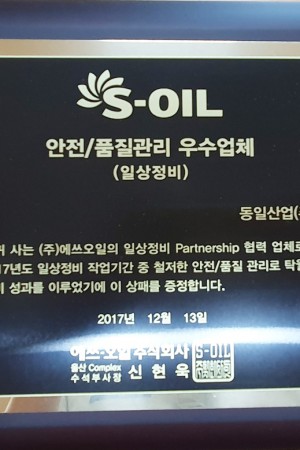 S-OIL
안전/품질관리 우수업체
(일상정비)
동일산업(
사는 (주)에쓰오일의 일상정비 Partnership 협력 업체로
17년도 일상정비 작업기간 중 철저한 안전/품질 관리로 탁월
성과를 이루었기에 이 상패를 증정합니다.
2017년 12월 13일
에쓰-오일 주식회사
울산 Complex
수석부사장 신현욱
S-OIL